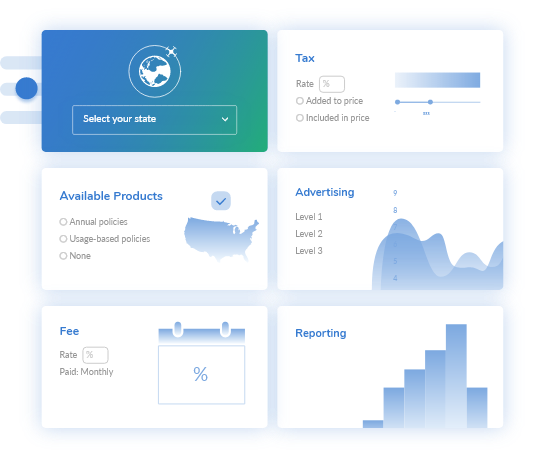 Select your state
Tax
Rate %
Added to price
Included in price
Available Products
Annual policies
Usage-based policies
None
Advertising
Level 1
Level 2
Level 3
9
8
5
4
Fee
Rate %
Paid: Monthly
%
Reporting